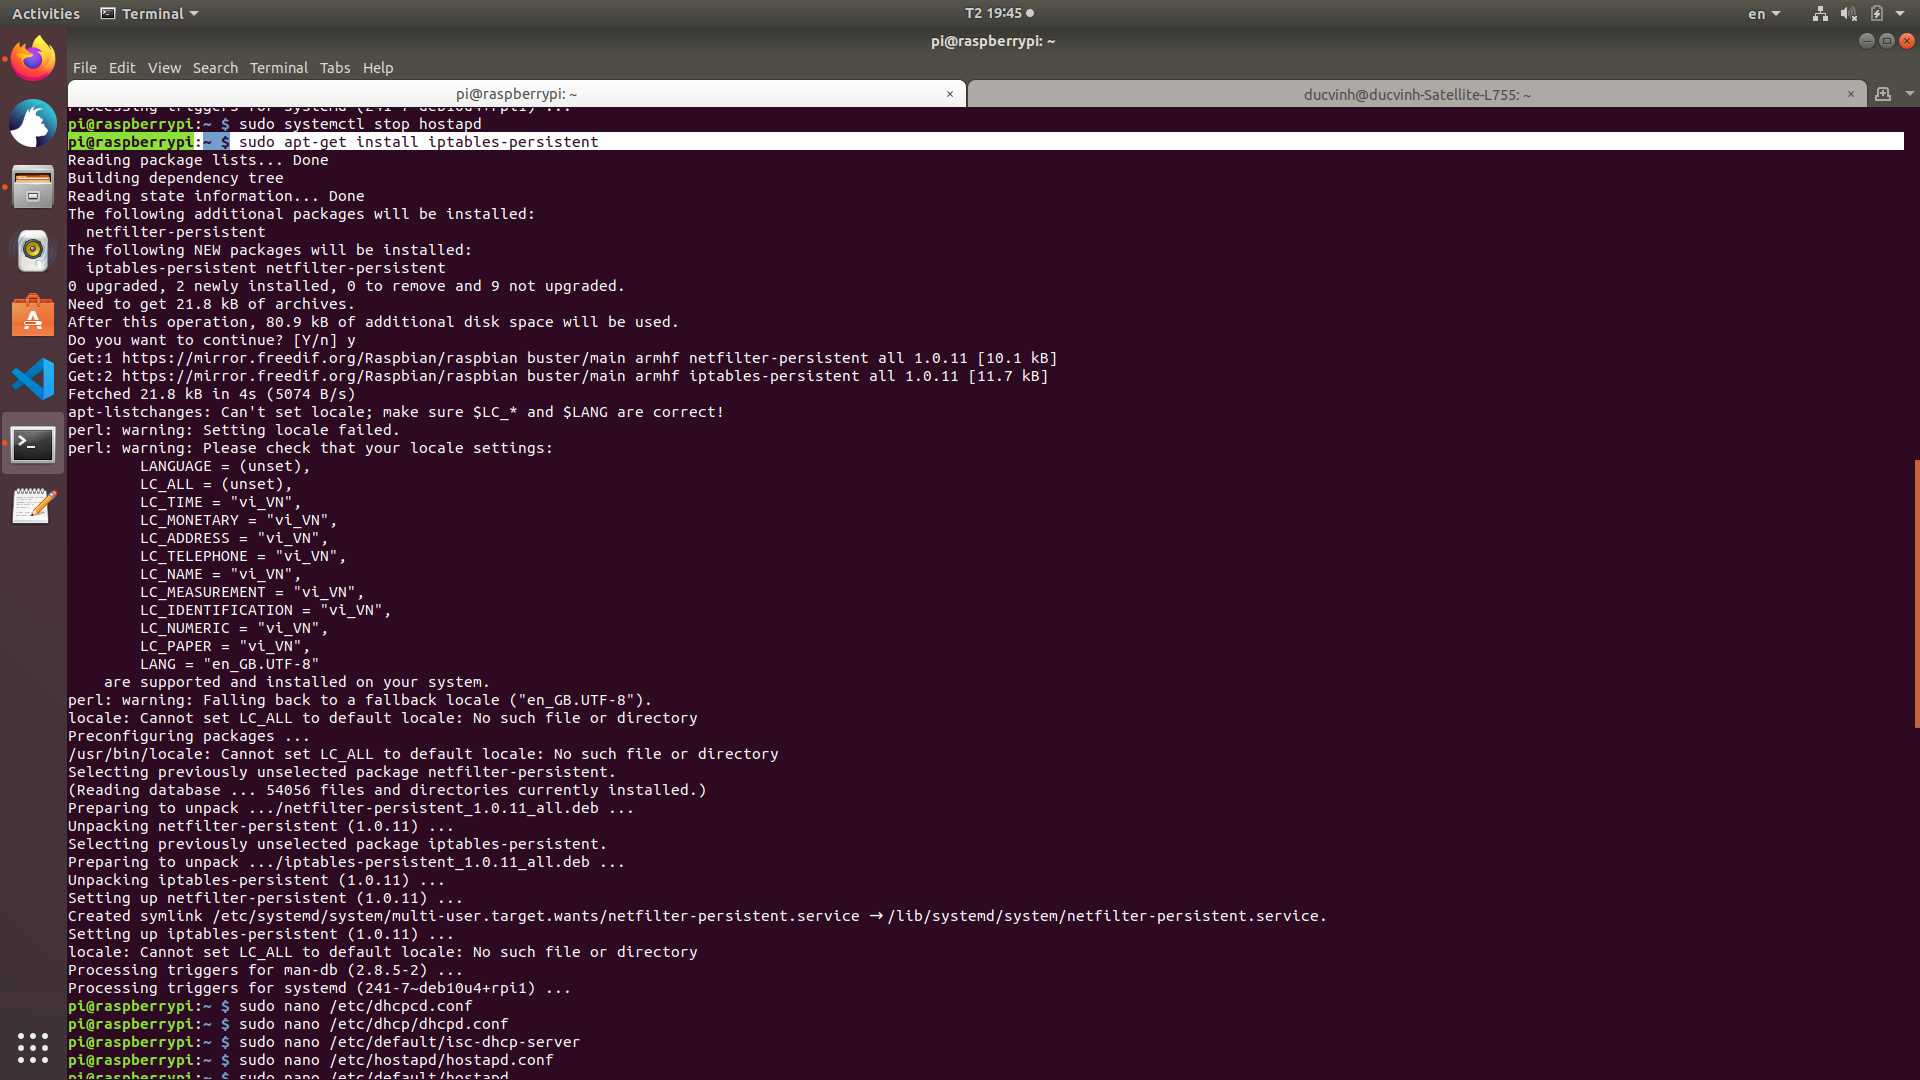 Activities
Terminal
T2 19:45
en
pi@raspberrypi: ~
File Edit View Search Terminal Tabs Help
pi@raspberrypi: ~
ducvinh@ducvinh-Satellite-L755: ~
Processing triggers for systemd (241-7~deb10u4+rpi1) ...
pi@raspberrypi:~ $ sudo systemctl stop hostapd
pi@raspberrypi:~ $ sudo apt-get install iptables-persistent
Reading package lists... Done
Building dependency tree
Reading state information... Done
The following additional packages will be installed:
  netfilter-persistent
The following NEW packages will be installed:
  iptables-persistent netfilter-persistent
0 upgraded, 2 newly installed, 0 to remove and 9 not upgraded.
Need to get 21.8 kB of archives.
After this operation, 80.9 kB of additional disk space will be used.
Do you want to continue? [Y/n] y
Get:1 https://mirror.freedif.org/Raspbian/raspbian buster/main armhf netfilter-persistent all 1.0.11 [10.1 kB]
Get:2 https://mirror.freedif.org/Raspbian/raspbian buster/main armhf iptables-persistent all 1.0.11 [11.7 kB]
Fetched 21.8 kB in 4s (5074 B/s)
apt-listchanges: Can't set locale; make sure $LC_* and $LANG are correct!
perl: warning: Setting locale failed.
perl: warning: Please check that your locale settings:
        LANGUAGE = (unset),
        LC_ALL = (unset),
        LC_TIME = "vi_VN",
        LC_MONETARY = "vi_VN",
        LC_ADDRESS = "vi_VN",
        LC_TELEPHONE = "vi_VN",
        LC_NAME = "vi_VN",
        LC_MEASUREMENT = "vi_VN",
        LC_IDENTIFICATION = "vi_VN",
        LC_NUMERIC = "vi_VN",
        LC_PAPER = "vi_VN",
        LANG = "en_GB.UTF-8"
    are supported and installed on your system.
perl: warning: Falling back to a fallback locale ("en_GB.UTF-8").
locale: Cannot set LC_ALL to default locale: No such file or directory
Preconfiguring packages ...
/usr/bin/locale: Cannot set LC_ALL to default locale: No such file or directory
Selecting previously unselected package netfilter-persistent.
(Reading database ... 54056 files and directories currently installed.)
Preparing to unpack .../netfilter-persistent_1.0.11_all.deb ...
Unpacking netfilter-persistent (1.0.11) ...
Selecting previously unselected package iptables-persistent.
Preparing to unpack .../iptables-persistent_1.0.11_all.deb ...
Unpacking iptables-persistent (1.0.11) ...
Setting up netfilter-persistent (1.0.11) ...
Created symlink /etc/systemd/system/multi-user.target.wants/netfilter-persistent.service → /lib/systemd/system/netfilter-persistent.service.
Setting up iptables-persistent (1.0.11) ...
locale: Cannot set LC_ALL to default locale: No such file or directory
Processing triggers for man-db (2.8.5-2) ...
Processing triggers for systemd (241-7~deb10u4+rpi1) ...
pi@raspberrypi:~ $ sudo nano /etc/dhcpcd.conf
pi@raspberrypi:~ $ sudo nano /etc/dhcp/dhcpd.conf
pi@raspberrypi:~ $ sudo nano /etc/default/isc-dhcp-server
pi@raspberrypi:~ $ sudo nano /etc/hostapd/hostapd.conf
pi@raspberrypi:~ $ sudo nano /etc/default/hostapd